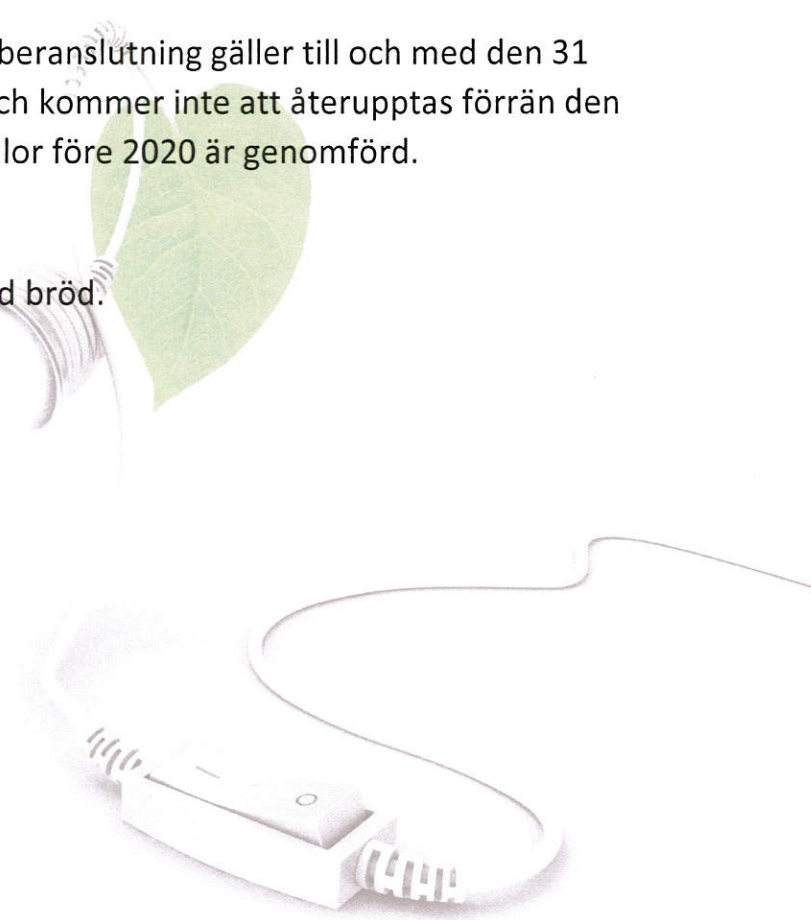 beranslutning gäller till och med den 31
ch kommer inte att återupptas förrän den
lor före 2020 är genomförd.
d bröd.